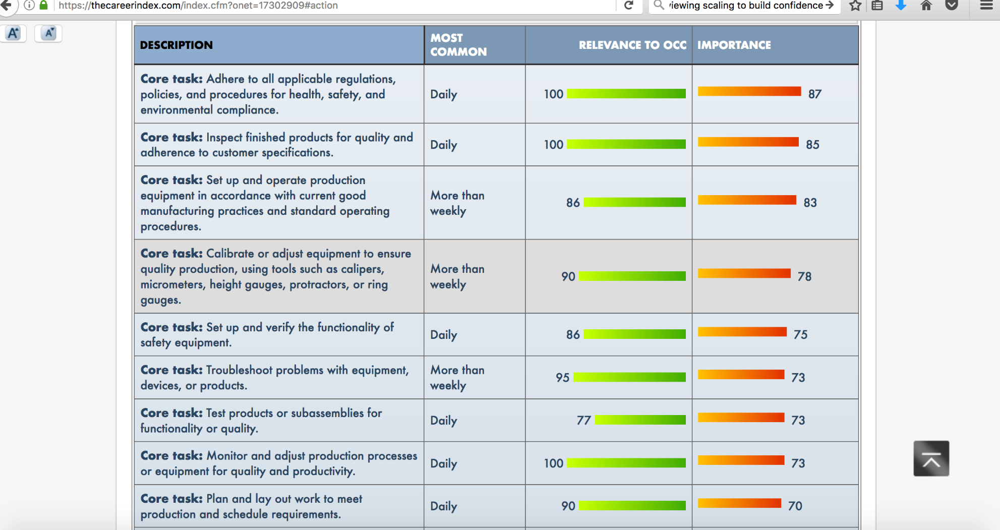 https://thecareerindex.com/index.cfm?onet=17302909#action
iewing scaling to build confidence
A A
DESCRIPTION MOST COMMON RELEVANCE TO OCC IMPORTANCE
Core task: Adhere to all applicable regulations,
policies, and procedures for health, safety, and
environmental compliance.
Daily 100 87
Core task: Inspect finished products for quality and
adherence to customer specifications.
Daily 100 85
Core task: Set up and operate production
equipment in accordance with current good
manufacturing practices and standard operating
procedures.
More than
weekly
86 83
Core task: Calibrate or adjust equipment to ensure
quality production, using tools such as calipers,
micrometers, height gauges, protractors, or ring
gauges.
More than
weekly
90 78
Core task: Set up and verify the functionality of
safety equipment.
Daily 86 75
Core task: Troubleshoot problems with equipment,
devices, or products.
More than
weekly
95 73
Core task: Test products or subassemblies for
functionality or quality.
Daily 77 73
Core task: Monitor and adjust production processes
or equipment for quality and productivity.
Daily 100 73
Core task: Plan and lay out work to meet
production and schedule requirements.
Daily 90 70